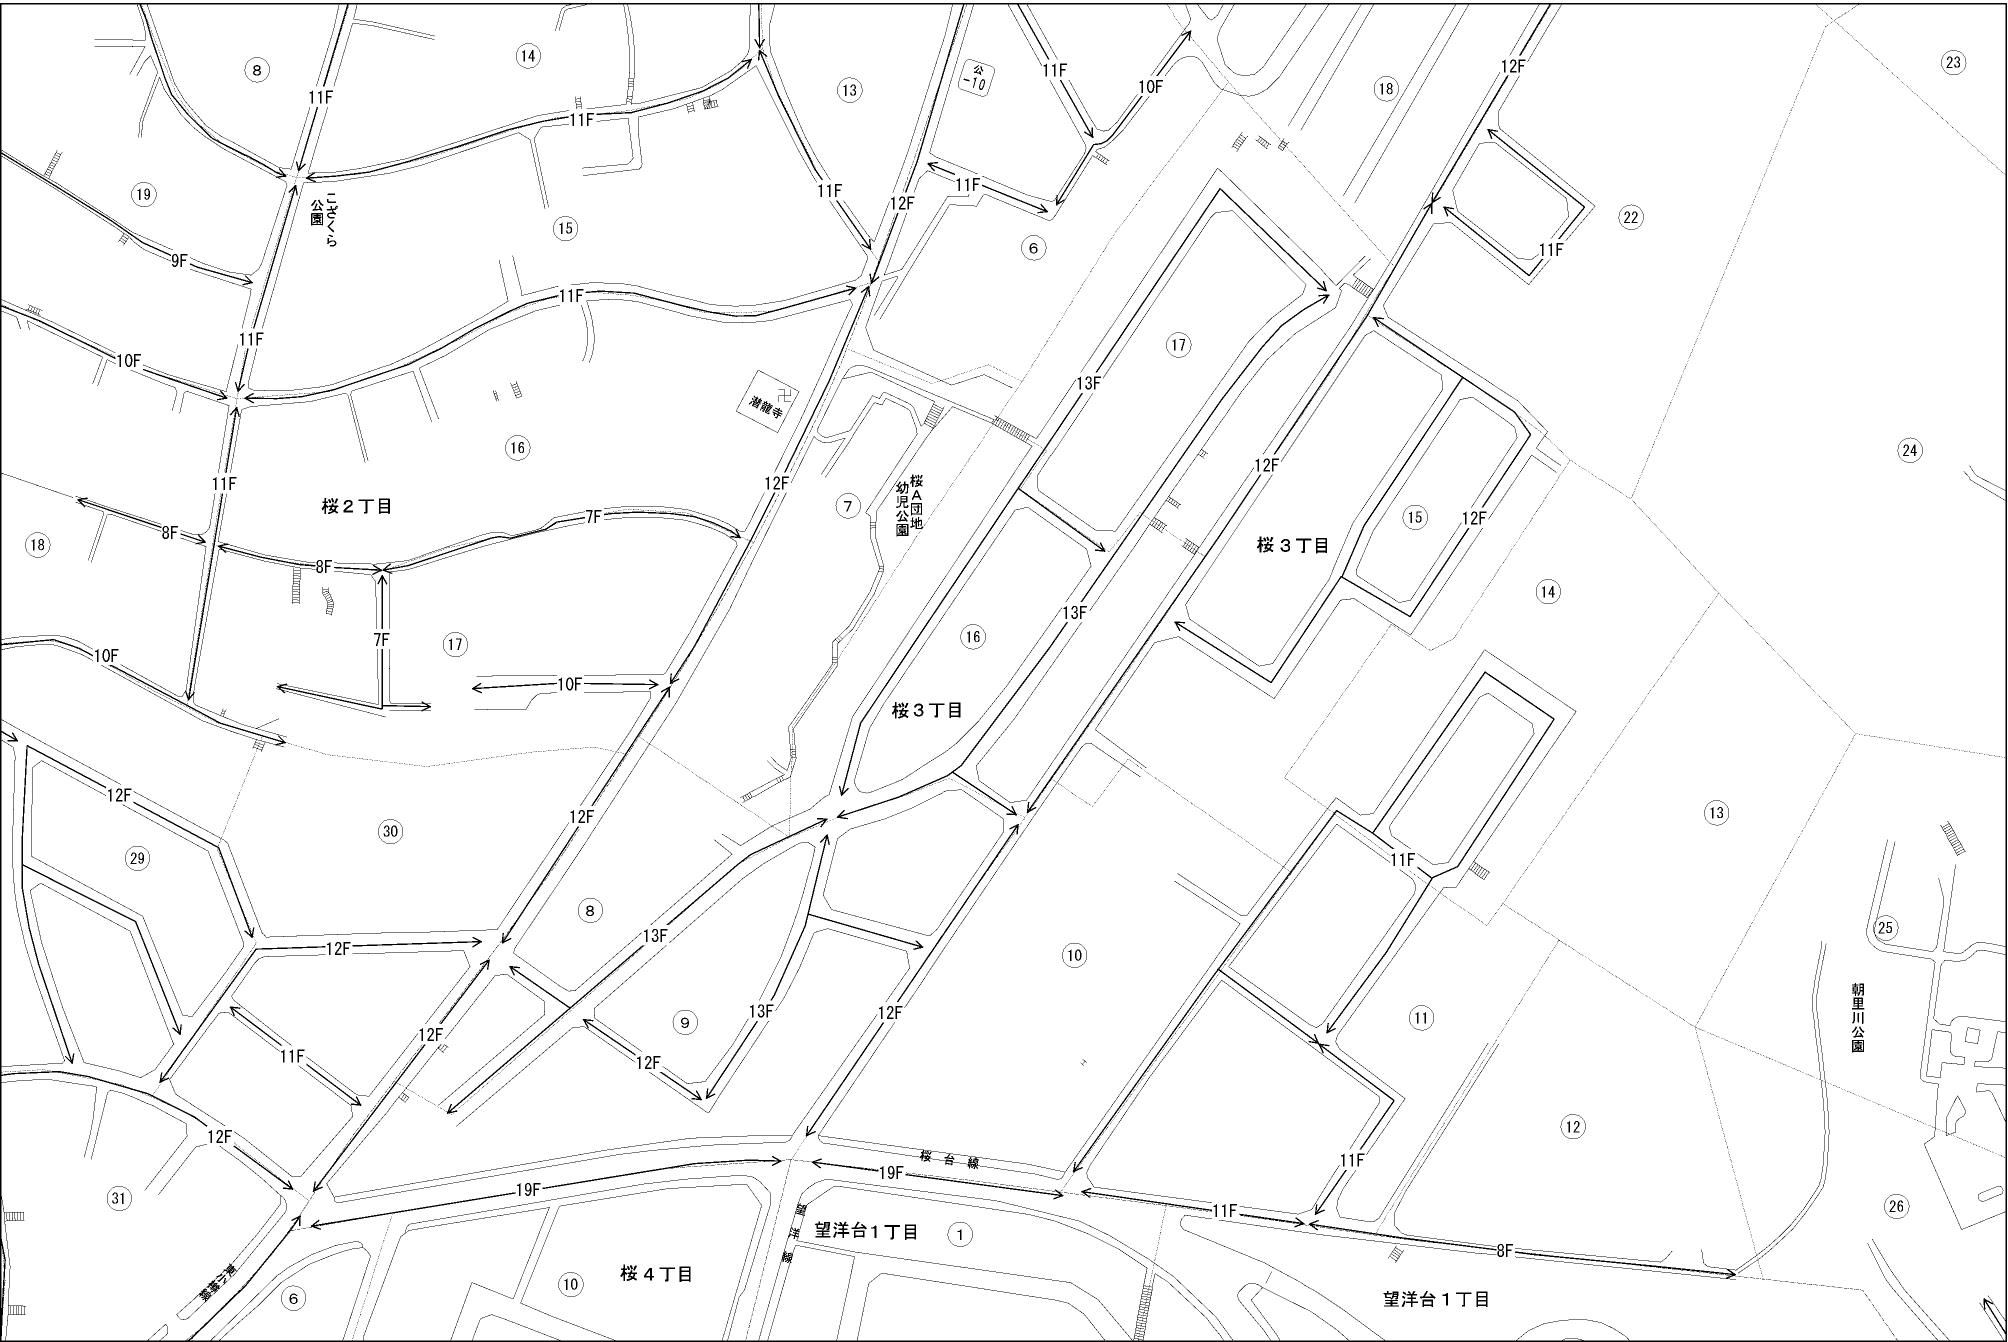 ⑧
⑭
公
-10
⑬
11F
12F
㉓
11F
11F
10F
⑱
11F
⑲
こざくら
公園
⑮
11F
12F
11F
⑥
㉒
11F
9F
11F
11F
10F
13F
⑰
潜龍寺
⑯
11F
12F
12F
桜2丁目
⑦
桜A団地
幼児公園
㉔
⑱
8F
8F
7F
桜3丁目
⑮
12F
⑭
7F
⑰
10F
10F
13F
⑯
桜3丁目
12F
12F
㉚
㉙
⑬
11F
12F
⑧
13F
⑩
㉕
朝里川公園
12F
11F
⑨
12F
13F
12F
⑪
12F
⑫
11F
㉛
19F
19F
桜台線
11F
㉖
望洋線
望洋台1丁目
①
8F
桜4丁目
⑩
⑥
望洋台1丁目